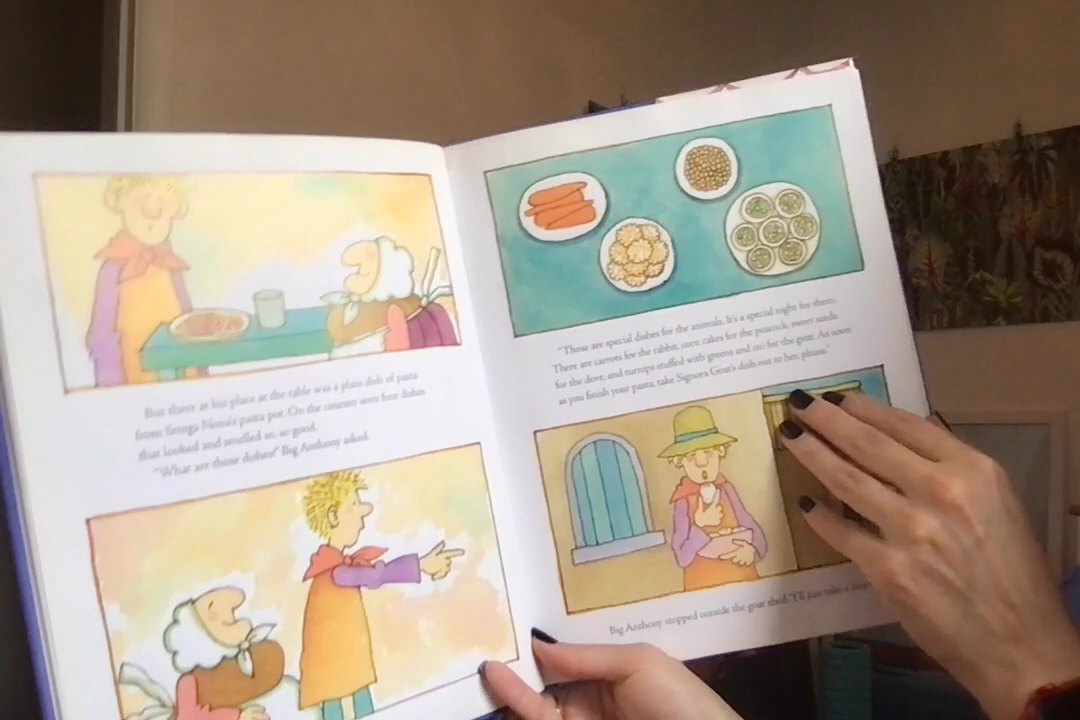 But there at his place at the table was a plain dish of pasta
from Strega Nona's pasta pot. On the counter were four dishes
that looked and smelled so, so good.
"What are those dishes?" Big Anthony asked.
"Those are special dishes for the animals. It's a special night for them.
There are carrots for the rabbit, corn cakes for the peacock, sweet seeds
for the dove, and turnips stuffed with greens and oni for the goat. As soon
as you finish your pasta, take Signora Goat's dish out to her, please."
Big Anthony stopped outside the goat shed. "I'll just take a